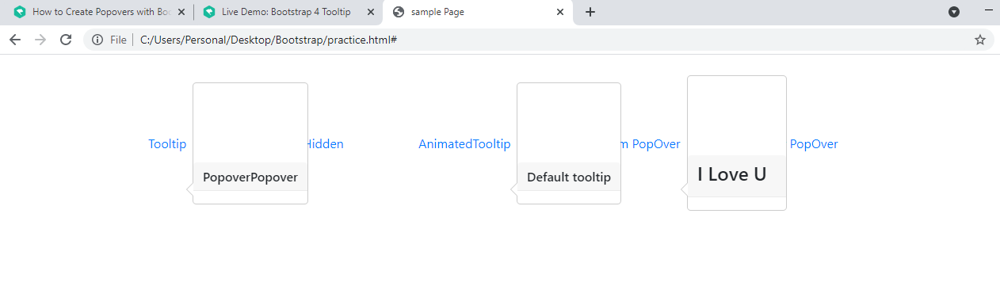 How to Create Popovers with Boo
Live Demo: Bootstrap 4 Tooltip
sample Page
File
C:/Users/Personal/Desktop/Bootstrap/practice.html#
Tooltip
Hidden
AnimatedTooltip
m PopOver
PopOver
PopoverPopover
Default tooltip
I Love U